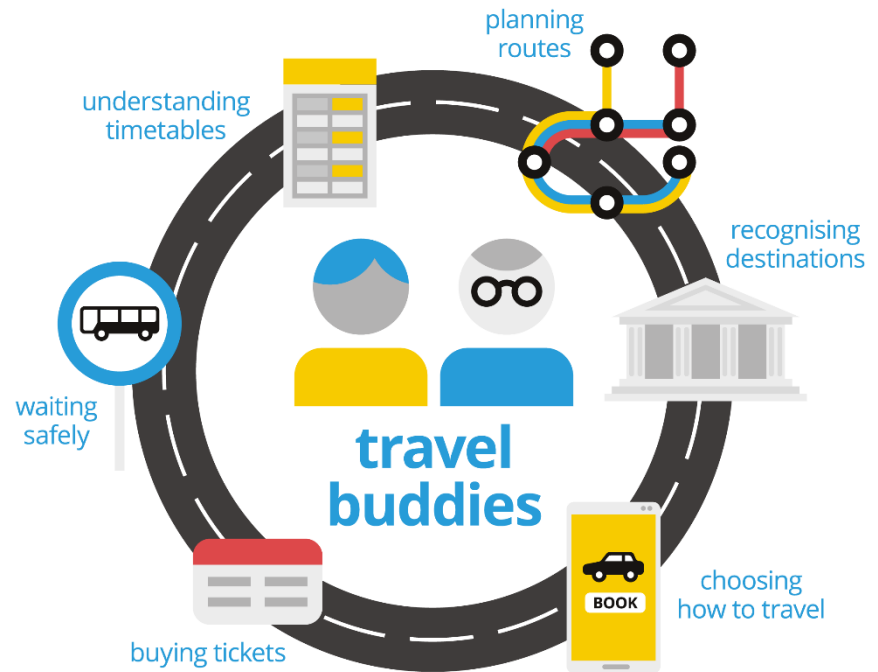 planning
routes
understanding
timetables
recognising
destinations
waiting
safely
travel
buddies
choosing
how to travel
BOOK
buying tickets